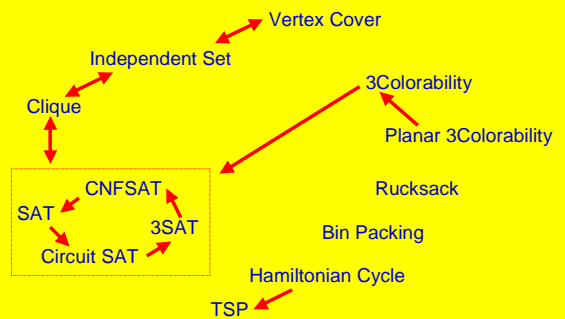 Vertex Cover
Independent Set
3Colorability
Clique
Planar 3Colorability
CNFSAT
Rucksack
SAT
3SAT
Bin Packing
Circuit SAT
Hamiltonian Cycle
TSP